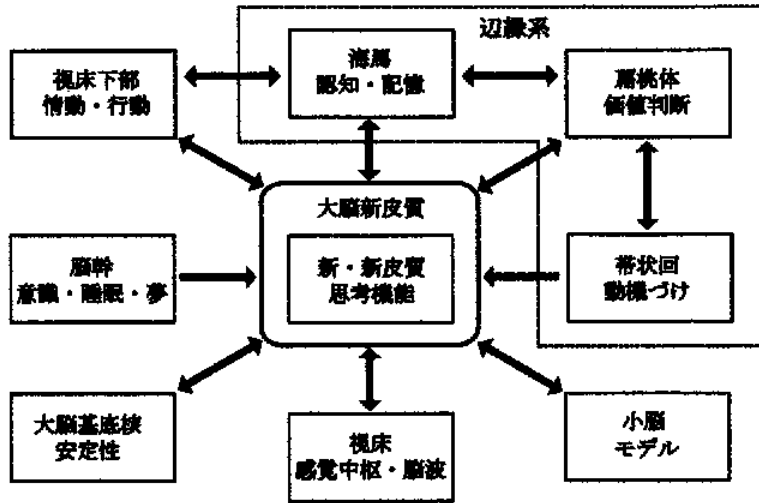 辺縁系
視床下部
情動・行動
海馬
認知・記憶
扁桃体
価値判断
大脳新皮質
脳幹
意識・睡眠・夢
新・新皮質
思考機能
帯状回
動機づけ
大脳基底核
安定性
視床
感覚中枢・脳波
小脳
モデル